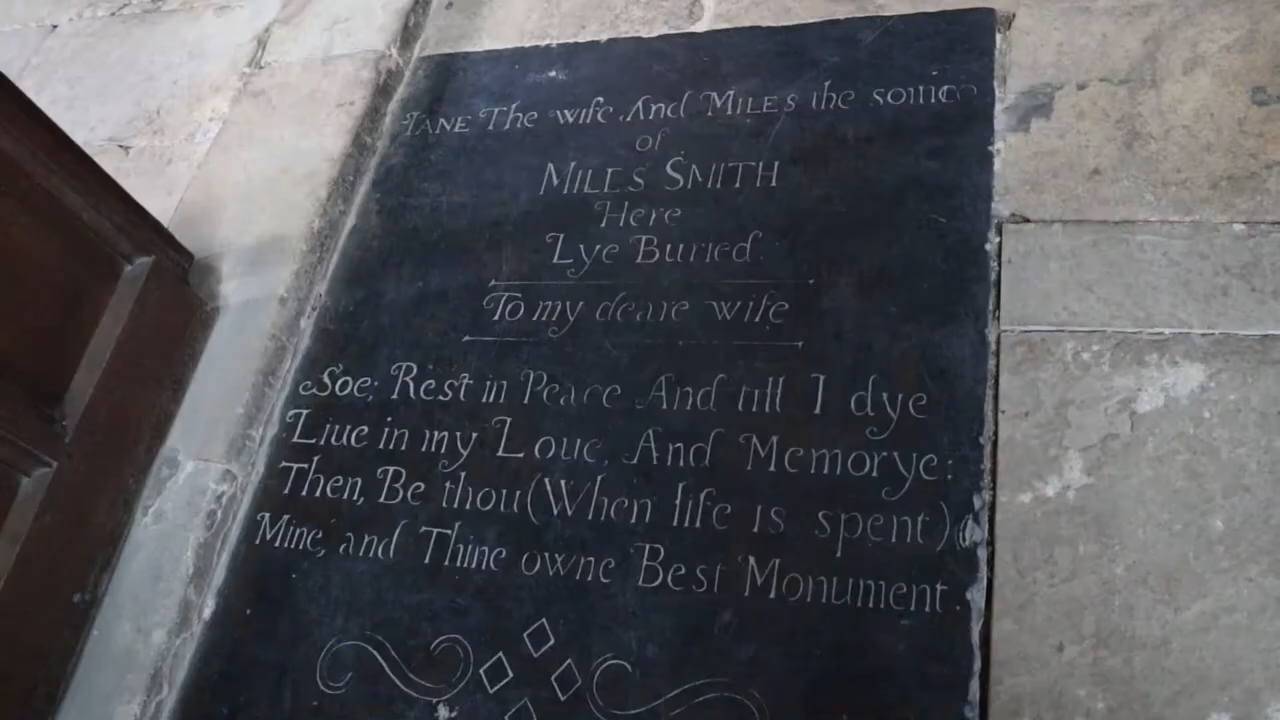 JANE The wife And MILES the sonne
of
MILES SMITH
Here
Lye Buried.
To my deare wife
Soe; Rest in Peace And till I dye
Liue in my Loue, And Memorye:
Then, Be thou (When life is spent)
Mine, and Thine owne Best Monument.